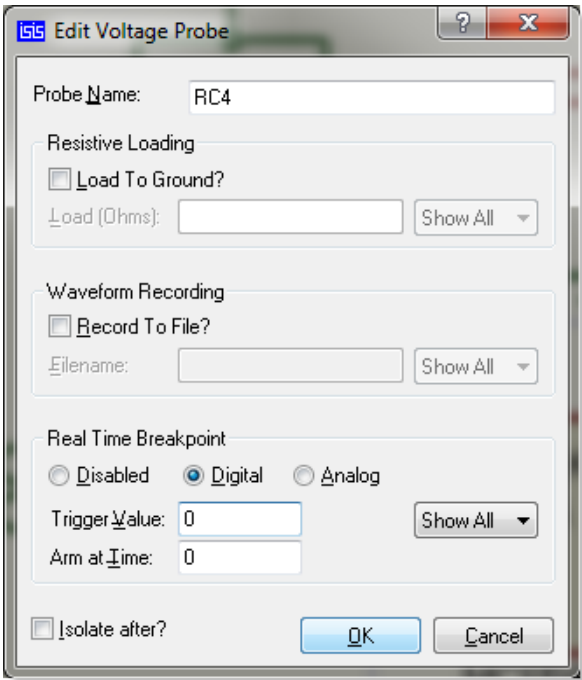 isis Edit Voltage Probe ? X
Probe Name: RC4
Resistive Loading
Load To Ground?
Load (Ohms): Show All
Waveform Recording
Record To File?
Filename: Show All
Real Time Breakpoint
Disabled Digital Analog
Trigger Value: 0 Show All
Arm at Time: 0
Isolate after? OK Cancel